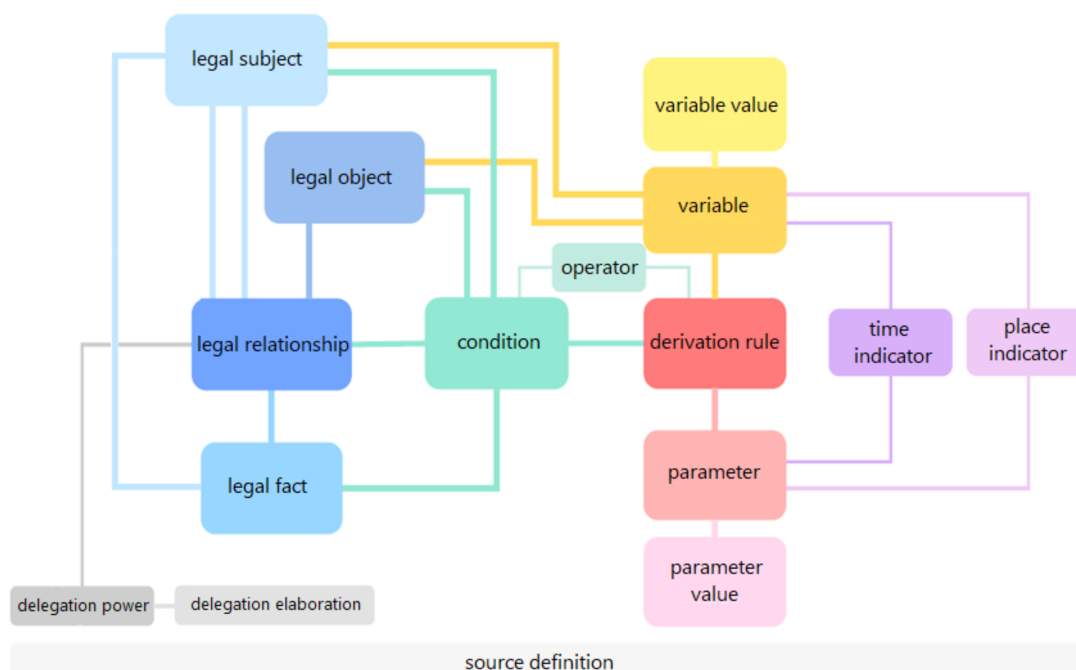 legal subject
variable value
legal object
variable
operator
legal relationship
condition
derivation rule
time
indicator
place
indicator
legal fact
parameter
parameter
value
delegation power
delegation elaboration
source definition